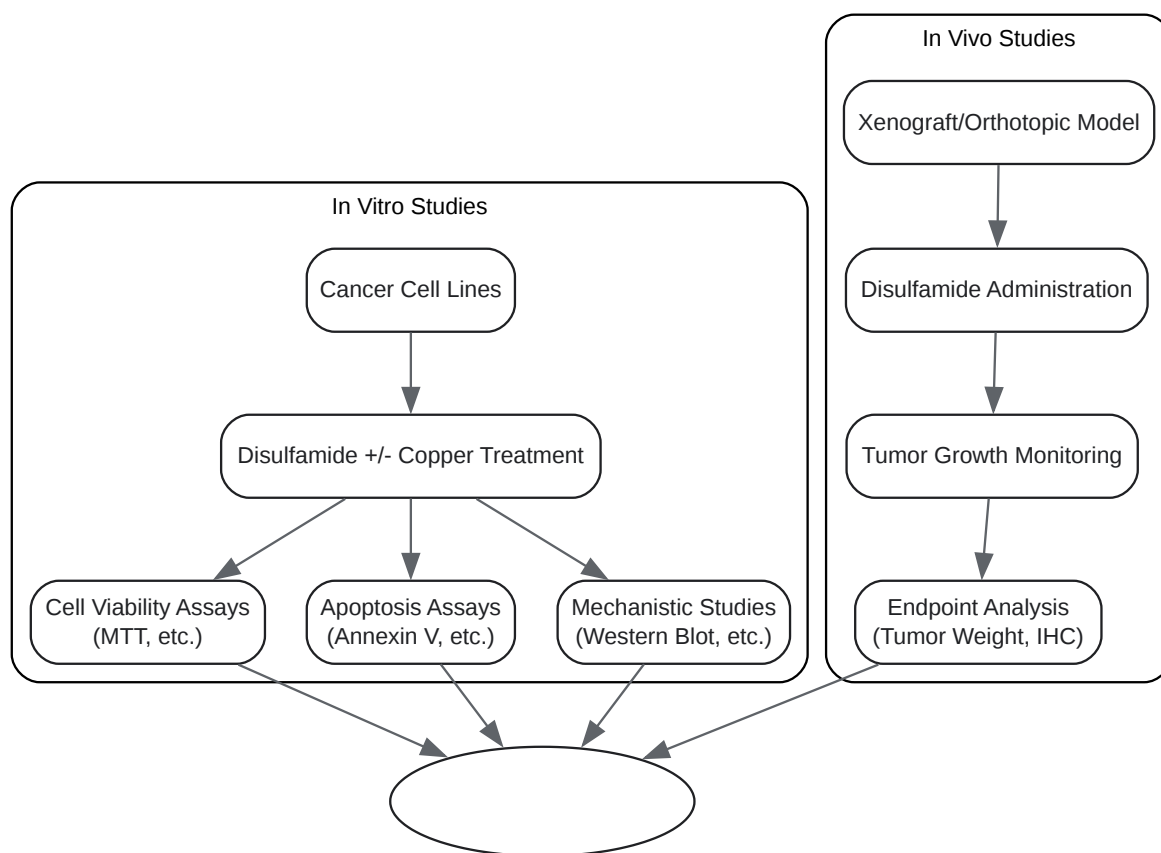 In Vitro Studies
Cancer Cell Lines
Disulfamide +/- Copper Treatment
Cell Viability Assays
(MTT, etc.)
Apoptosis Assays
(Annexin V, etc.)
Mechanistic Studies
(Western Blot, etc.)
In Vivo Studies
Xenograft/Orthotopic Model
Disulfamide Administration
Tumor Growth Monitoring
Endpoint Analysis
(Tumor Weight, IHC)